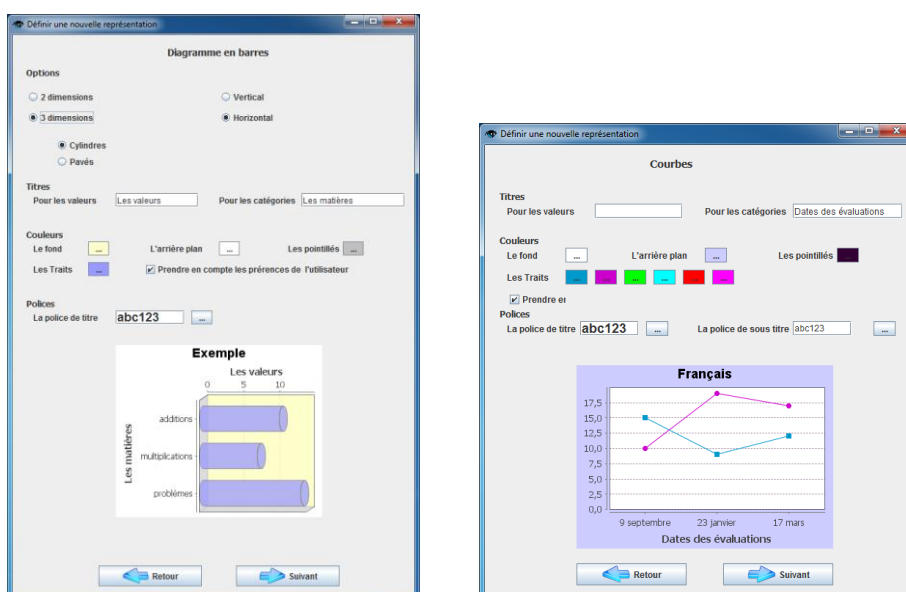 Définir une nouvelle représentation
Diagramme en barres
Options
2 dimensions Vertical
3 dimensions Horizontal
Cylindres
Pavés
Titres
Pour les valeurs Les valeurs Pour les catégories Les matières
Couleurs
Le fond ... L'arrière plan ... Les pointillés ...
Les Traits ... Prendre en compte les prérences de l'utilisateur
Polices
La police de titre abc123 ...
Exemple
Les valeurs
0 5 10
Les matières
additions
multiplications
problèmes
Retour Suivant
Définir une nouvelle représentation
Courbes
Titres
Pour les valeurs Pour les catégories Dates des évaluations
Couleurs
Le fond ... L'arrière plan ... Les pointillés ...
Les Traits ... ... ... ... ... ...
Prendre er
Polices
La police de titre abc123 ... La police de sous titre abc123 ...
Français
17,5
15,0
12,5
10,0
7,5
5,0
2,5
0,0
9 septembre 23 janvier 17 mars
Dates des évaluations
Retour Suivant